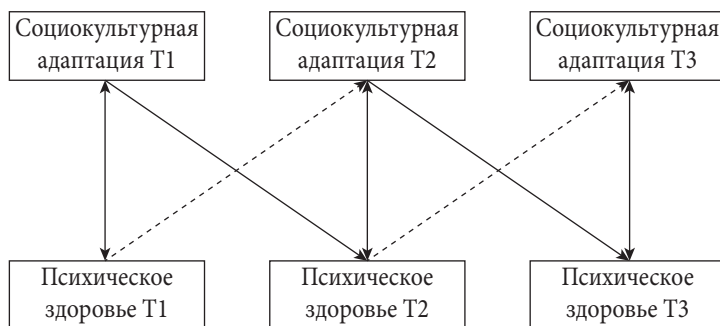 Социокультурная
адаптация Т1
Социокультурная
адаптация Т2
Социокультурная
адаптация Т3
Психическое
здоровье Т1
Психическое
здоровье Т2
Психическое
здоровье Т3